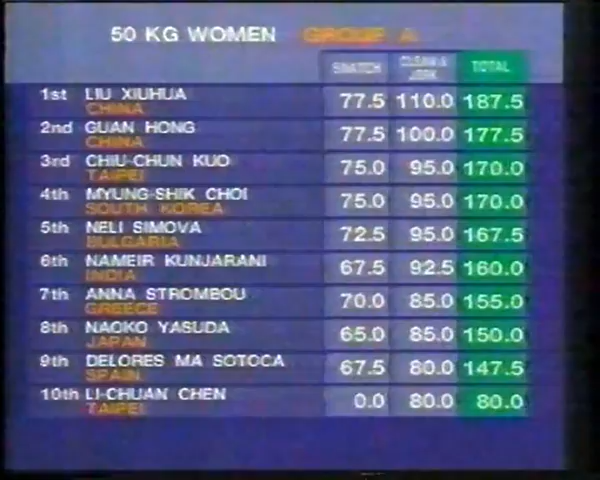 50 KG WOMEN GROUP A
SNATCH CLEAN & JERK TOTAL
1st LIU XIUHUA 77.5 110.0 187.5
CHINA
2nd GUAN HONG 77.5 100.0 177.5
CHINA
3rd CHIU-CHUN KUO 75.0 95.0 170.0
TAIPEI
4th MYUNG-SHIK CHOI 75.0 95.0 170.0
SOUTH KOREA
5th NELI SIMOVA 72.5 95.0 167.5
BULGARIA
6th NAMEIR KUNJARANI 67.5 92.5 160.0
INDIA
7th ANNA STROMBOU 70.0 85.0 155.0
GREECE
8th NAOKO YASUDA 65.0 85.0 150.0
JAPAN
9th DELORES MA SOTOCA 67.5 80.0 147.5
SPAIN
10th LI-CHUAN CHEN 0.0 80.0 80.0
TAIPEI